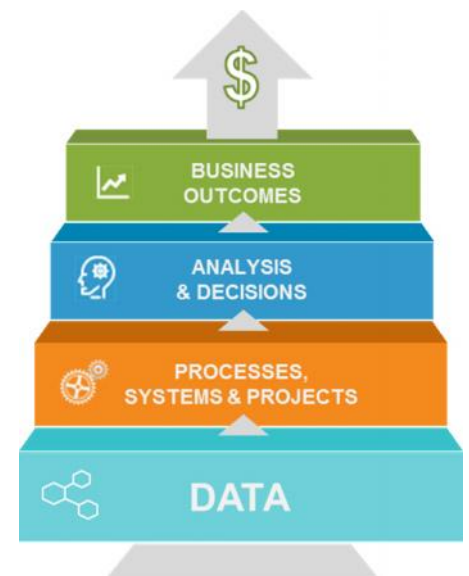 $
BUSINESS
OUTCOMES
ANALYSIS
& DECISIONS
PROCESSES,
SYSTEMS & PROJECTS
DATA